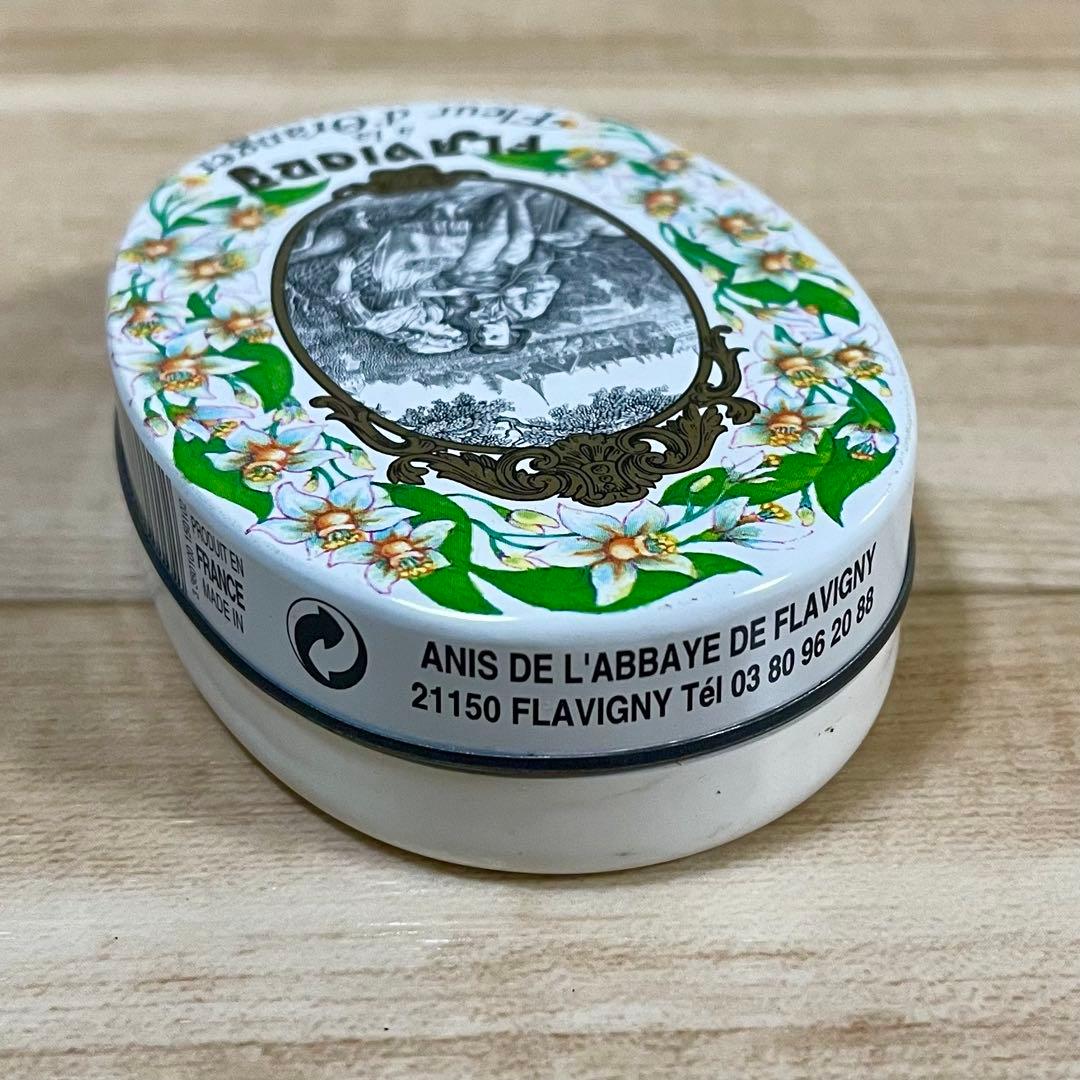 FLAVIGNY
à la
Fleur d'Oranger
PRODUIT EN
FRANCE
MADE IN
ANIS DE L'ABBAYE DE FLAVIGNY
21150 FLAVIGNY Tél 03 80 96 20 88